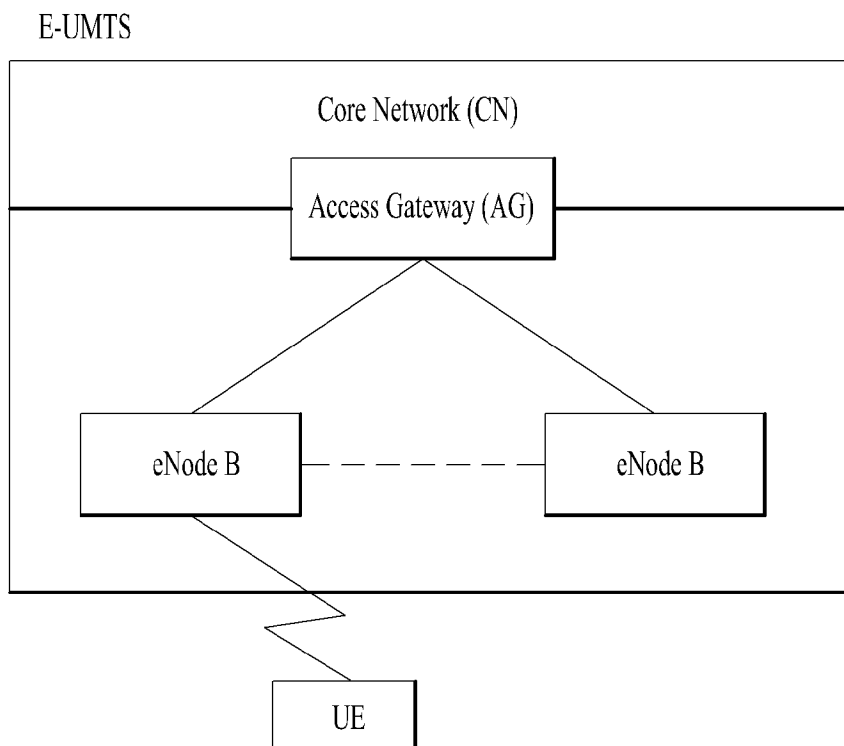 E-UMTS
Core Network (CN)
Access Gateway (AG)
eNode B
eNode B
UE